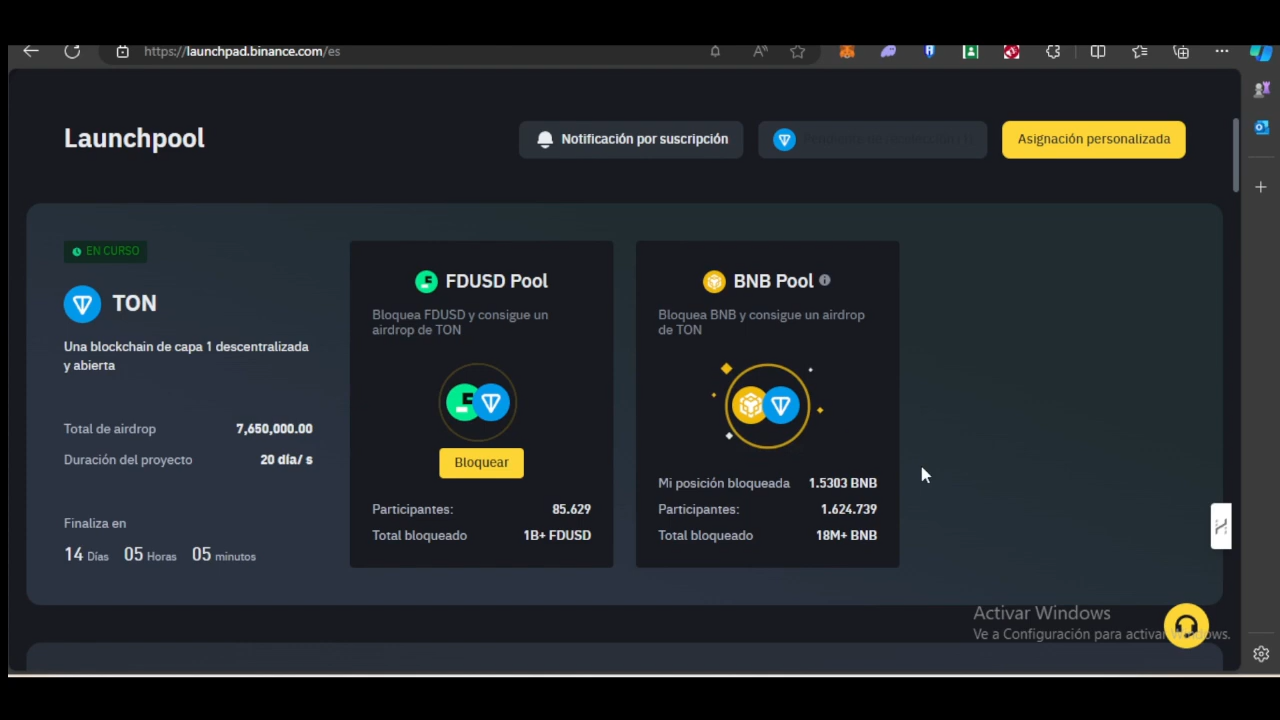 https://launchpad.binance.com/es
Launchpool
Notificación por suscripción
Asignación personalizada
EN CURSO
TON
Una blockchain de capa 1 descentralizada
y abierta
Total de airdrop 7,650,000.00
Duración del proyecto 20 día/ s
Finaliza en
14 Días 05 Horas 05 minutos
FDUSD Pool
Bloquea FDUSD y consigue un
airdrop de TON
Bloquear
Participantes: 85.629
Total bloqueado 1B+ FDUSD
BNB Pool
Bloquea BNB y consigue un airdrop
de TON
Mi posición bloqueada 1.5303 BNB
Participantes: 1.624.739
Total bloqueado 18M+ BNB
Activar Windows
Ve a Configuración para activar Windows.